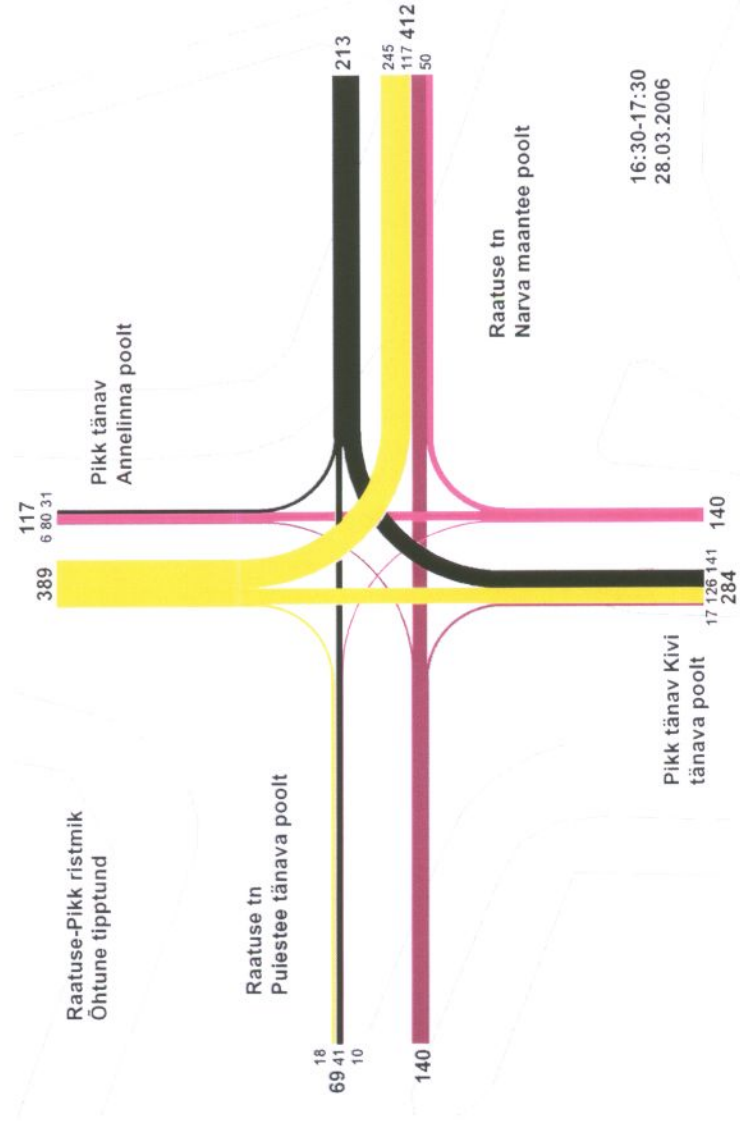 Raatuse-Pikk ristmik
Õhtune tipptund
Pikk tänav
Annelinna poolt
117
6 80 31
389
213
245
117 412
50
16:30-17:30
28.03.2006
Raatuse tn
Narva maantee poolt
Raatuse tn
Puiestee tänava poolt
18
69 41
10
140
140
17 126 141
284
Pikk tänav Kivi
tänava poolt